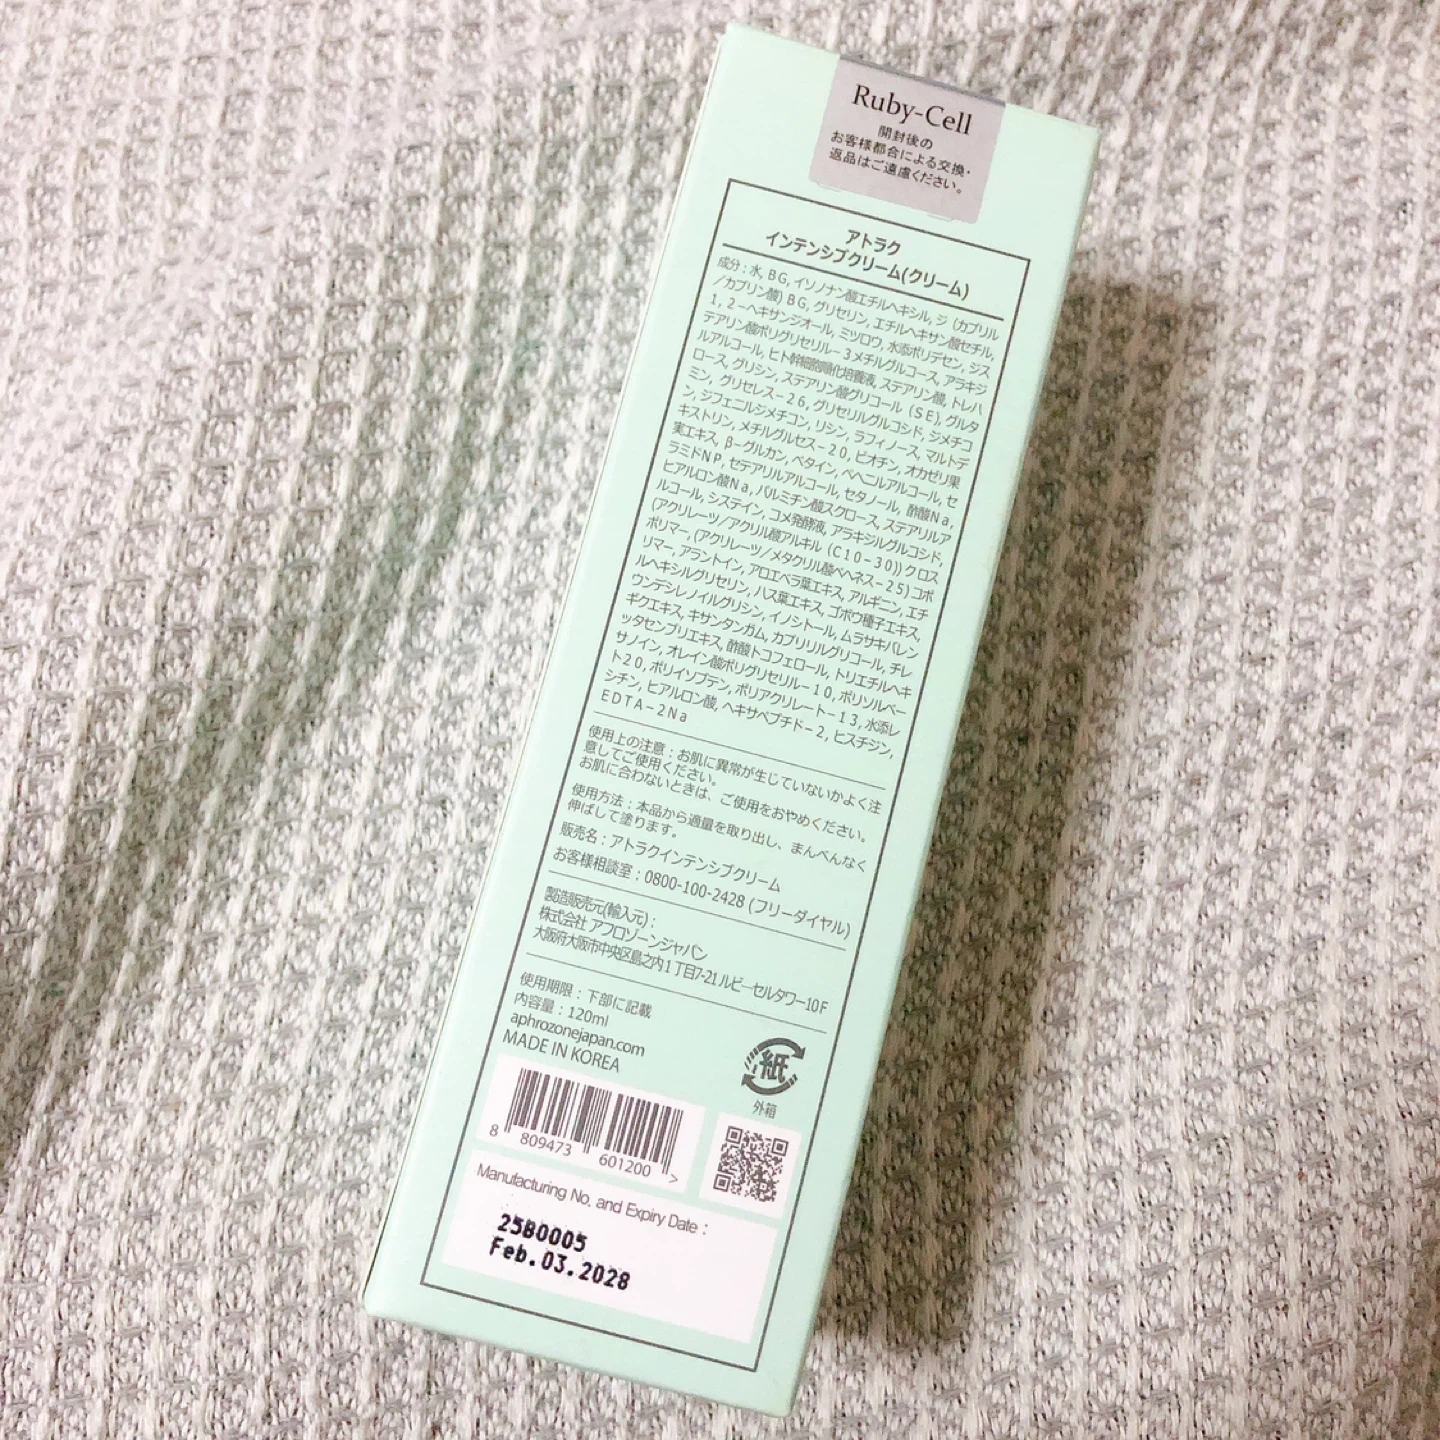 Ruby-Cell
開封後の
お客様都合による交換・
返品はご遠慮ください。
アトラク
インテンシブクリーム(クリーム)
成分：水, BG, イソノナン酸エチルヘキシル, ジ (カプリル
／カプリン酸) BG, グリセリン, エチルヘキサン酸セチル,
1, 2－ヘキサンジオール, ミツロウ, 水添ポリデセン, ジス
テアリン酸ポリグリセリル－3メチルグルコース, アラキジ
ルアルコール, ヒト幹細胞順化培養液, ステアリン酸, トレハ
ロース, グリシン, ステアリン酸グリコール (SE), グルタ
ミン, グリセレス－26, グリセリルグルコシド, ジメチコ
ン, ジフェニルジメチコン, リシン, ラフィノース, マルトデ
キストリン, メチルグルセス－20, ビオチン, オカゼリ果
実エキス, β－グルカン, ベタイン, ベヘニルアルコール, セ
ラミドNP, セテアリルアルコール, セタノール, 酢酸Na,
ヒアルロン酸Na, パルミチン酸スクロース, ステアリルア
ルコール, システイン, コメ発酵液, アラキジルグルコシド,
(アクリレーツ／アクリル酸アルキル (C10－30)) クロス
ポリマー, (アクリレーツ／メタクリル酸ベヘネス－25) コポ
リマー, アラントイン, アロエベラ葉エキス, アルギニン, エチ
ルヘキシルグリセリン, ハス葉エキス, ゴボウ種子エキス,
ウンデシレノイルグリシン, イノシトール, ムラサキバレン
ギクエキス, キサンタンガム, カプリリルグリコール, チレ
ッタセンブリエキス, 酢酸トコフェロール, トリエチルヘキ
サノイン, オレイン酸ポリグリセリル－10, ポリソルベー
ト20, ポリイソブテン, ポリアクリレート－13, 水添レ
シチン, ヒアルロン酸, ヘキサペプチド－2, ヒスチジン,
EDTA－2Na
使用上の注意：お肌に異常が生じていないかよく注
意してご使用ください。
お肌に合わないときは、ご使用をおやめください。
使用方法：本品から適量を取り出し、まんべんなく
伸ばして塗ります。
販売名：アトラクインテンシブクリーム
お客様相談室：0800-100-2428 (フリーダイヤル)
製造販売元(輸入元)：
株式会社 アフロゾーンジャパン
大阪府大阪市中央区島之内1丁目7-21 ルビーセルタワー10F
使用期限：下部に記載
内容量：120ml
aphrozonejapan.com
MADE IN KOREA
紙
外箱
8 809473 601200 >
Manufacturing No. and Expiry Date :
25B0005
Feb.03.2028